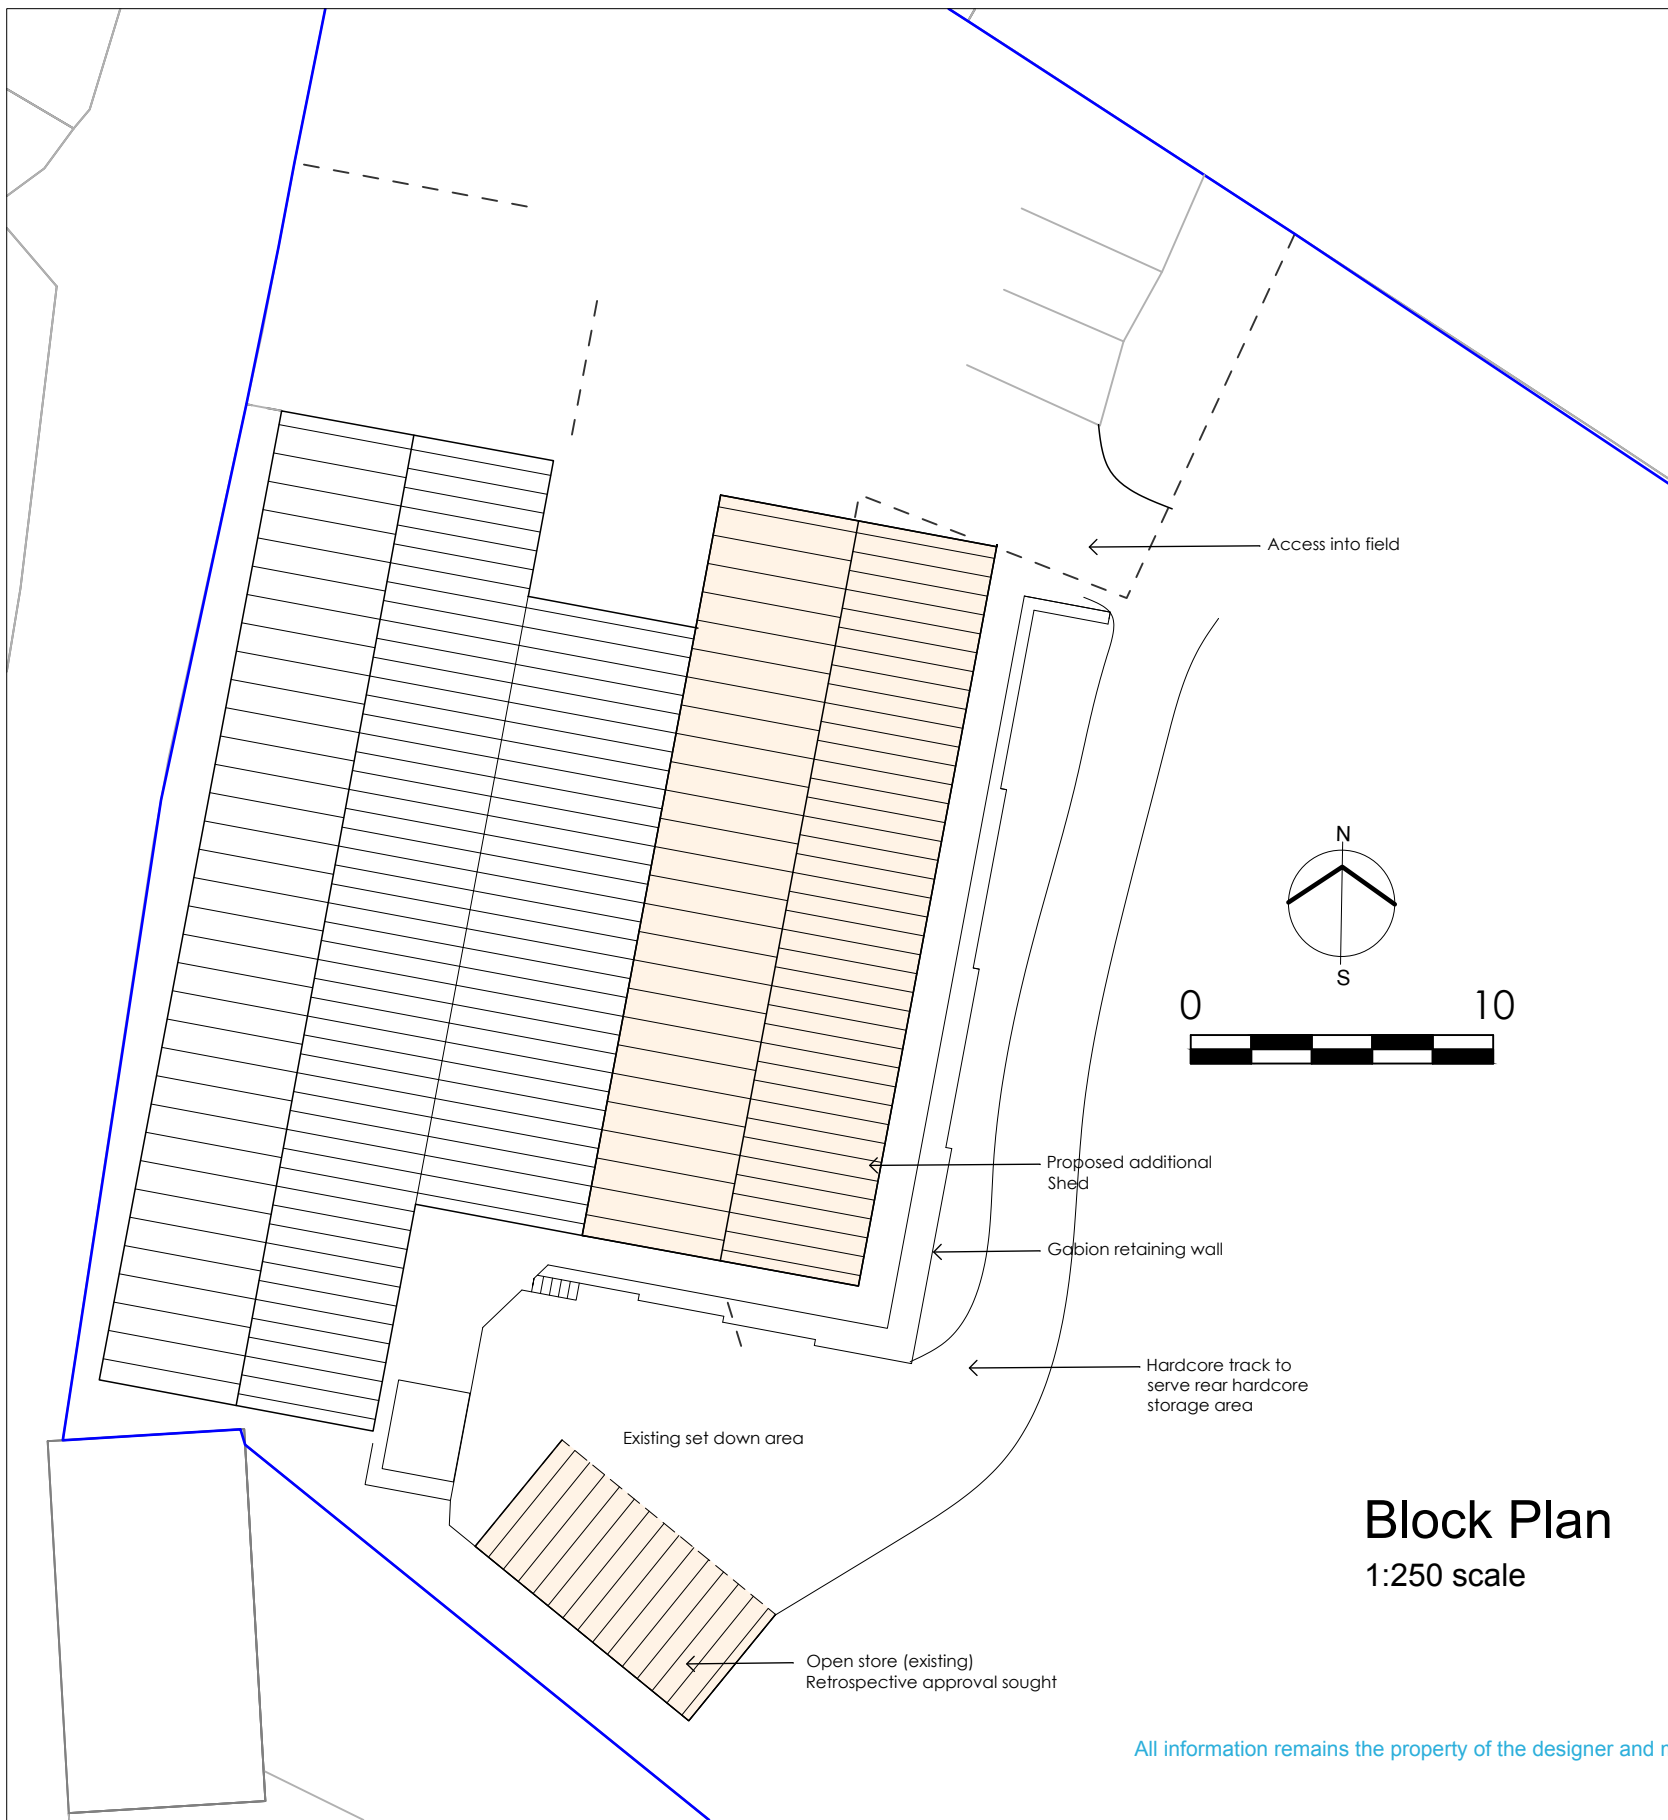 Access into field
N
S
0 10
Proposed additional
Shed
Gabion retaining wall
Hardcore track to
serve rear hardcore
storage area
Existing set down area
Block Plan
1:250 scale
Open store (existing)
Retrospective approval sought
All information remains the property of the designer and